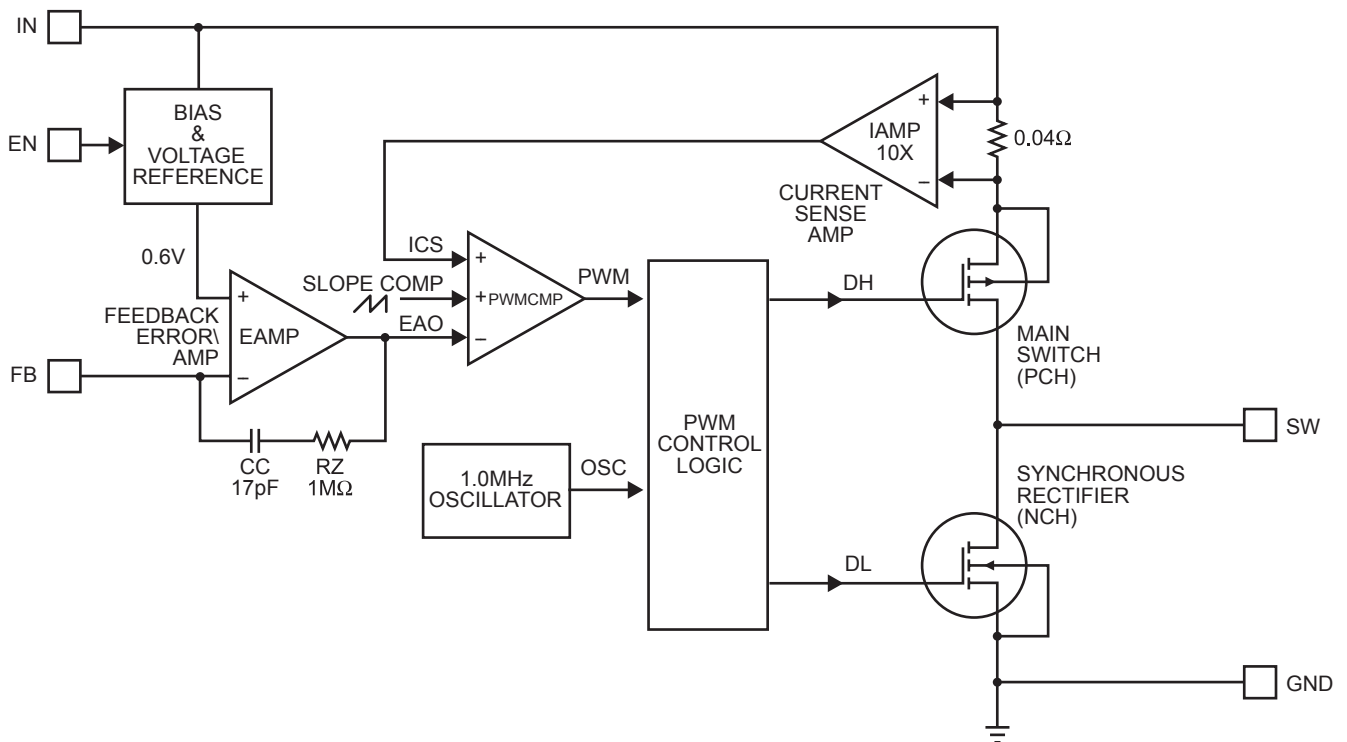 IN
BIAS
&
VOLTAGE
REFERENCE
EN
+
IAMP
10X
–
0.04Ω
CURRENT
SENSE
AMP
0.6V
ICS
+
SLOPE COMP
+
PWMCMP
EAO
–
PWM
DH
MAIN
SWITCH
(PCH)
FEEDBACK
ERROR\
AMP
+
EAMP
–
FB
CC
17pF
RZ
1MΩ
1.0MHz
OSCILLATOR
OSC
PWM
CONTROL
LOGIC
SW
SYNCHRONOUS
RECTIFIER
(NCH)
DL
GND